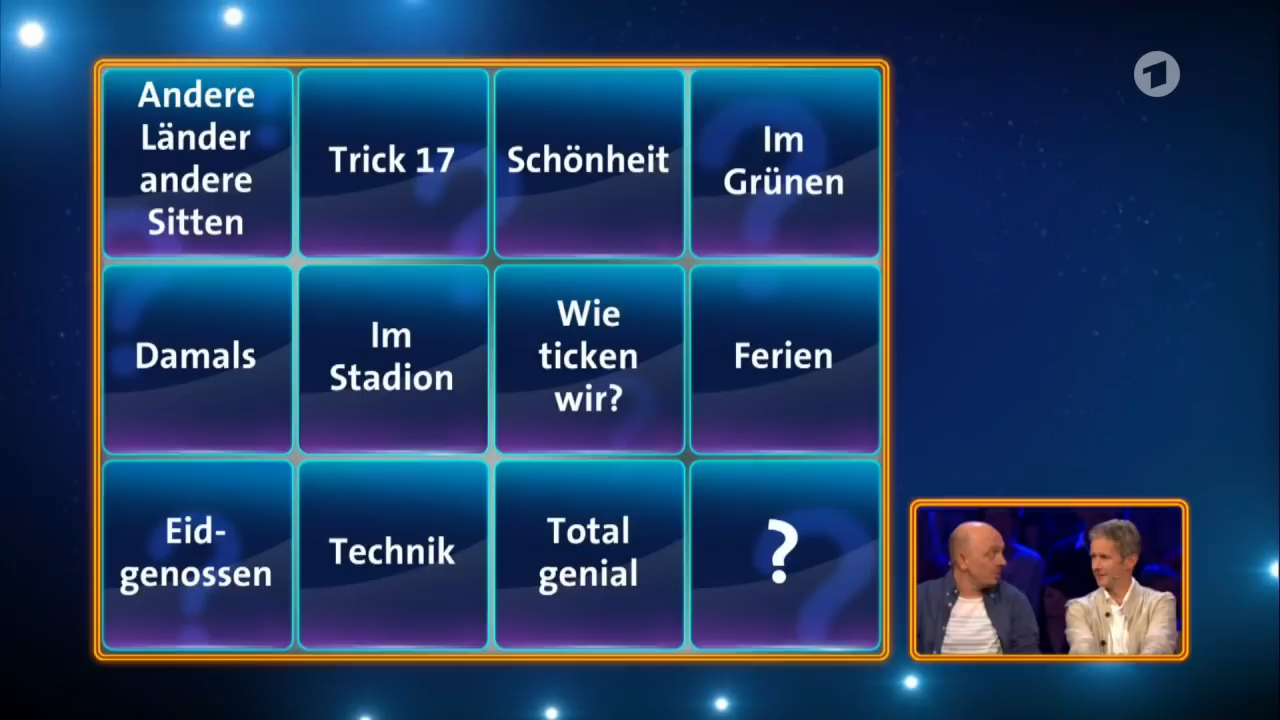 Andere
Länder
andere
Sitten
Trick 17
Schönheit
Im
Grünen
Damals
Im
Stadion
Wie
ticken
wir?
Ferien
Eid-
genossen
Technik
Total
genial
?
1